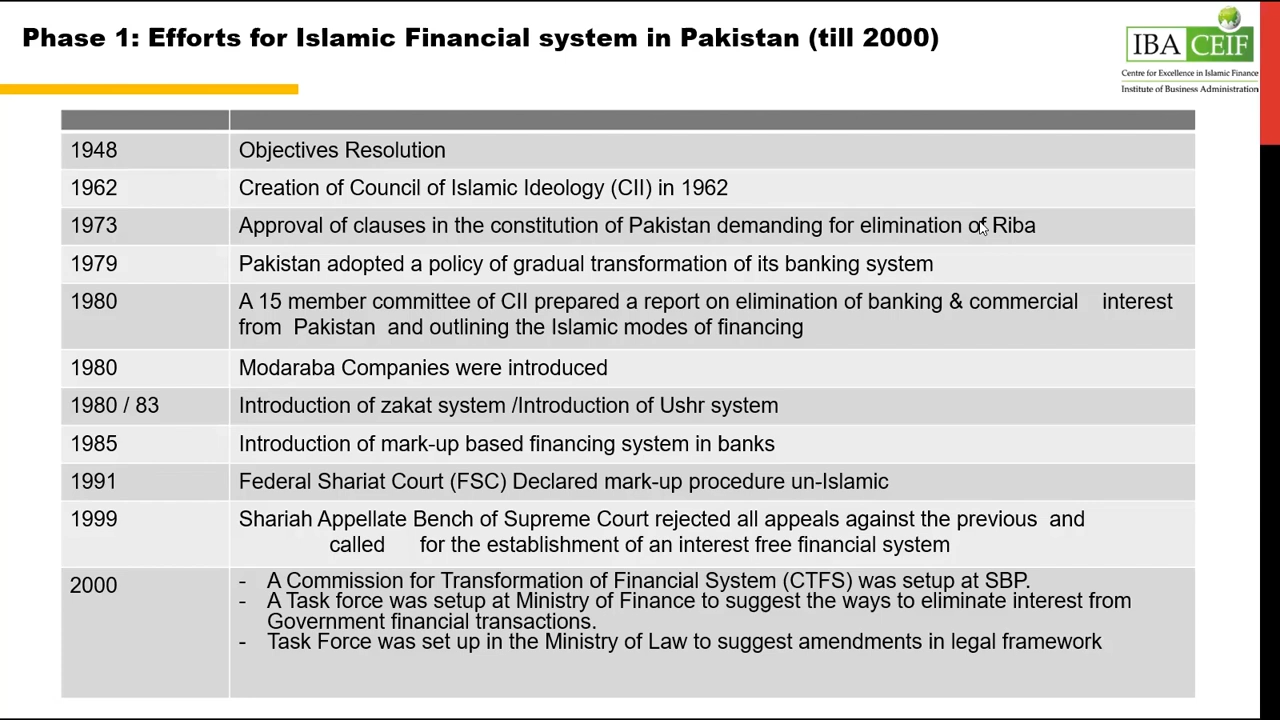 Phase 1: Efforts for Islamic Financial system in Pakistan (till 2000)
IBA CEIF
Centre for Excellence in Islamic Finance
Institute of Business Administration
1948 Objectives Resolution
1962 Creation of Council of Islamic Ideology (CII) in 1962
1973 Approval of clauses in the constitution of Pakistan demanding for elimination of Riba
1979 Pakistan adopted a policy of gradual transformation of its banking system
1980 A 15 member committee of CII prepared a report on elimination of banking & commercial interest
from Pakistan and outlining the Islamic modes of financing
1980 Modaraba Companies were introduced
1980 / 83 Introduction of zakat system /Introduction of Ushr system
1985 Introduction of mark-up based financing system in banks
1991 Federal Shariat Court (FSC) Declared mark-up procedure un-Islamic
1999 Shariah Appellate Bench of Supreme Court rejected all appeals against the previous and
called for the establishment of an interest free financial system
2000 - A Commission for Transformation of Financial System (CTFS) was setup at SBP.
- A Task force was setup at Ministry of Finance to suggest the ways to eliminate interest from
Government financial transactions.
- Task Force was set up in the Ministry of Law to suggest amendments in legal framework